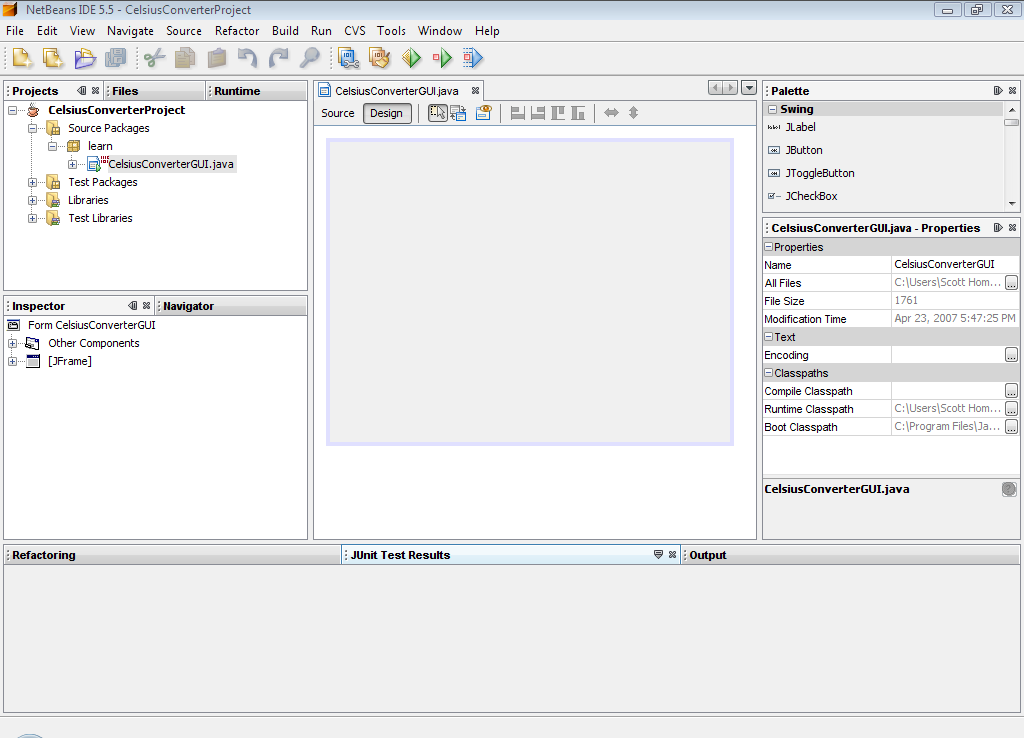 NetBeans IDE 5.5 - CelsiusConverterProject
File Edit View Navigate Source Refactor Build Run CVS Tools Window Help
Projects
Files
Runtime
CelsiusConverterProject
Source Packages
learn
CelsiusConverterGUI.java
Test Packages
Libraries
Test Libraries
Inspector
Navigator
Form CelsiusConverterGUI
Other Components
[JFrame]
CelsiusConverterGUI.java
Source Design
Palette
Swing
JLabel
JButton
JToggleButton
JCheckBox
CelsiusConverterGUI.java - Properties
Properties
Name CelsiusConverterGUI
All Files C:\Users\Scott Hom... ...
File Size 1761
Modification Time Apr 23, 2007 5:47:25 PM
Text
Encoding ...
Classpaths
Compile Classpath ...
Runtime Classpath C:\Users\Scott Hom... ...
Boot Classpath C:\Program Files\Ja... ...
CelsiusConverterGUI.java
Refactoring
JUnit Test Results
Output